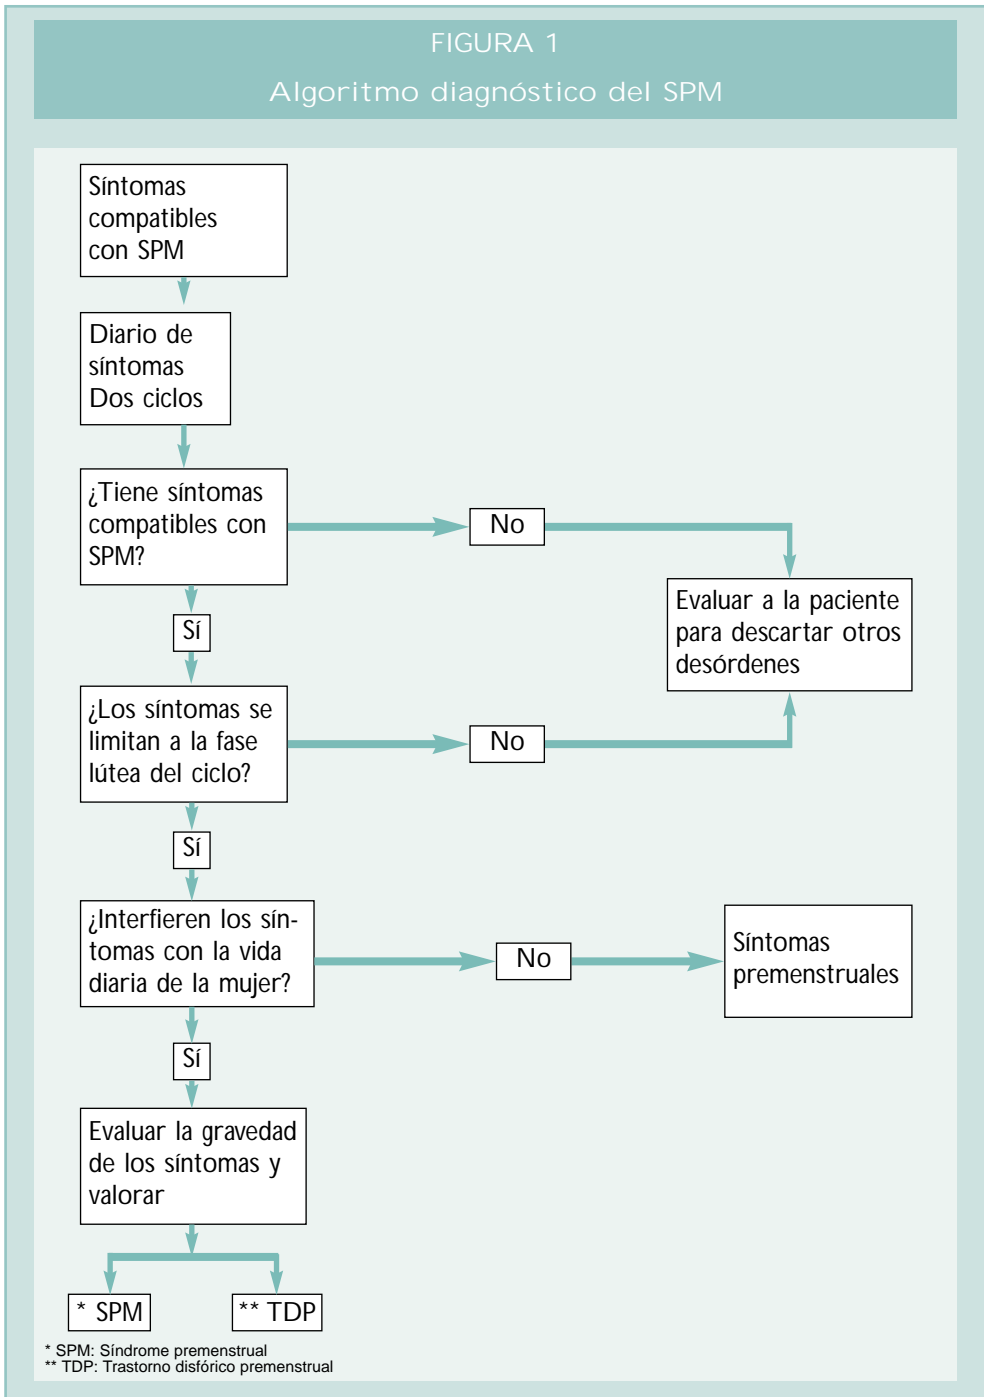 FIGURA 1
Algoritmo diagnóstico del SPM
Síntomas
compatibles
con SPM
Diario de
síntomas
Dos ciclos
¿Tiene síntomas
compatibles con
SPM?
No
Evaluar a la paciente
para descartar otros
desórdenes
Sí
¿Los síntomas se
limitan a la fase
lútea del ciclo?
No
Sí
¿Interfieren los sín-
tomas con la vida
diaria de la mujer?
No
Síntomas
premenstruales
Sí
Evaluar la gravedad
de los síntomas y
valorar
* SPM
** TDP
* SPM: Síndrome premenstrual
** TDP: Trastorno disfórico premenstrual